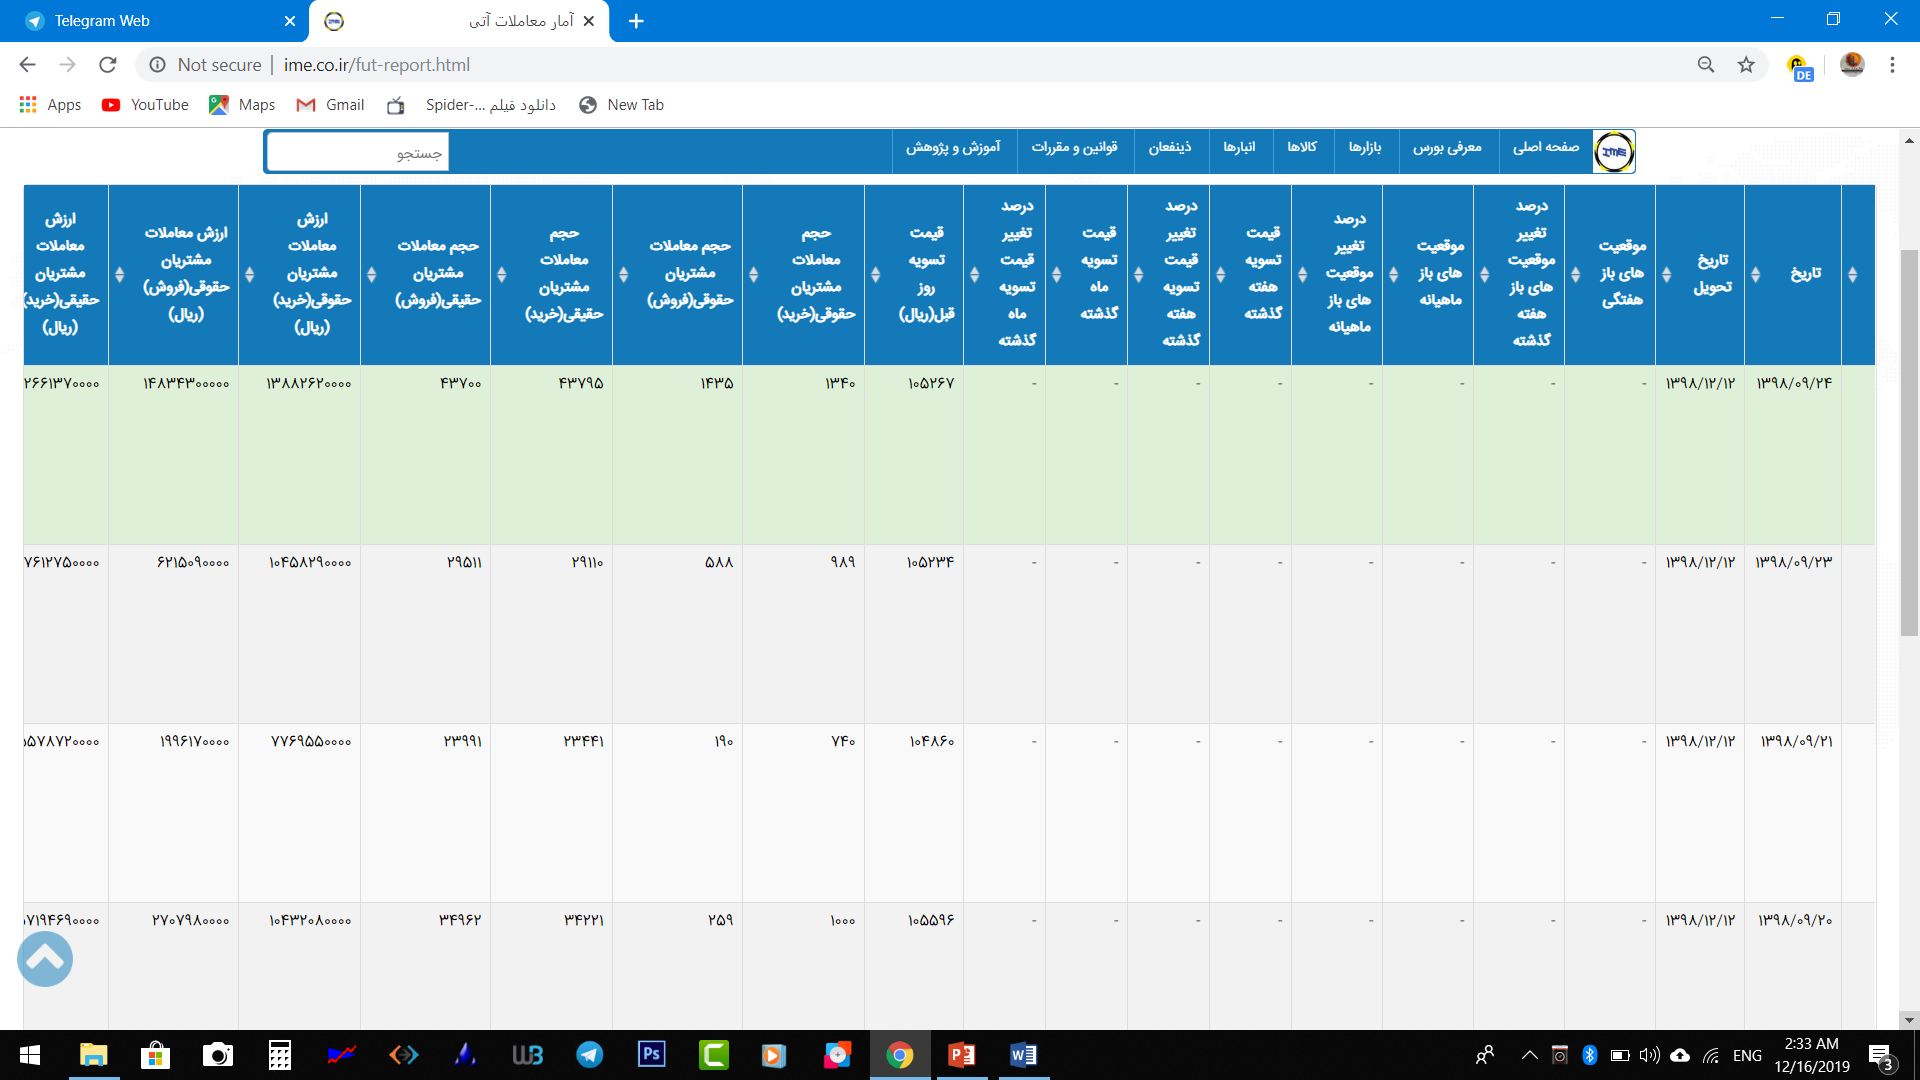 Telegram Web
آمار معاملات آتی
Not secure | ime.co.ir/fut-report.html
DE
Apps
YouTube
Maps
Gmail
دانلود فیلم ...-Spider
New Tab
صفحه اصلی
معرفی بورس
بازارها
کالاها
انبارها
ذینفعان
قوانین و مقررات
آموزش و پژوهش
جستجو
تاریخ
تاریخ تحویل
موقعیت های باز هفتگی
درصد تغییر موقعیت های باز هفته گذشته
موقعیت های باز ماهیانه
درصد تغییر موقعیت های باز ماهیانه
قیمت تسویه هفته گذشته
درصد تغییر قیمت تسویه هفته گذشته
قیمت تسویه ماه گذشته
درصد تغییر قیمت تسویه ماه گذشته
قیمت تسویه روز قبل(ریال)
حجم معاملات مشتریان حقوقی(خرید)
حجم معاملات مشتریان حقوقی(فروش)
حجم معاملات مشتریان حقیقی(خرید)
حجم معاملات مشتریان حقیقی(فروش)
ارزش معاملات مشتریان حقوقی(خرید) (ریال)
ارزش معاملات مشتریان حقوقی(فروش) (ریال)
ارزش معاملات مشتریان حقیقی(خرید) (ریال)
۱۳۹۸/۰۹/۲۴ ۱۳۹۸/۱۲/۱۲ - - - - - - - - ۱۰۵۲۶۷ ۱۳۴۰ ۱۴۳۵ ۴۳۷۹۵ ۴۳۷۰۰ ۱۳۸۸۲۶۲۰۰۰۰ ۱۴۸۳۴۳۰۰۰۰۰ ۲۶۶۱۳۷۰۰۰۰
۱۳۹۸/۰۹/۲۳ ۱۳۹۸/۱۲/۱۲ - - - - - - - - ۱۰۵۲۳۴ ۹۸۹ ۵۸۸ ۲۹۱۱۰ ۲۹۵۱۱ ۱۰۴۵۸۲۹۰۰۰۰ ۶۲۱۵۰۹۰۰۰۰ ۷۶۱۲۷۵۰۰۰۰
۱۳۹۸/۰۹/۲۱ ۱۳۹۸/۱۲/۱۲ - - - - - - - - ۱۰۴۸۶۰ ۷۴۰ ۱۹۰ ۲۳۴۴۱ ۲۳۹۹۱ ۷۷۶۹۵۵۰۰۰۰ ۱۹۹۶۱۷۰۰۰۰ ۵۷۸۷۲۰۰۰۰
۱۳۹۸/۰۹/۲۰ ۱۳۹۸/۱۲/۱۲ - - - - - - - - ۱۰۵۵۹۶ ۱۰۰۰ ۲۵۹ ۳۴۲۲۱ ۳۴۹۶۲ ۱۰۴۳۲۰۸۰۰۰۰ ۲۷۰۷۹۸۰۰۰۰ ۷۱۹۴۶۹۰۰۰۰
ENG
2:33 AM
12/16/2019
3